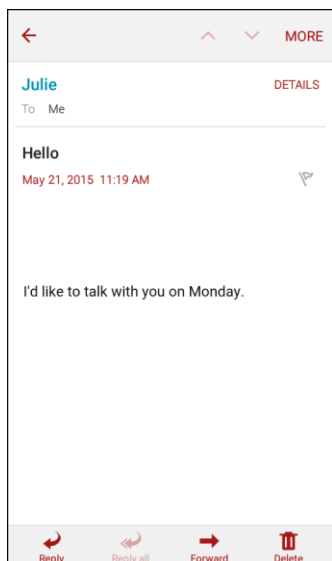 MORE
Julie DETAILS
To Me
Hello
May 21, 2015 11:19 AM
I'd like to talk with you on Monday.
Reply Reply all Forward Delete